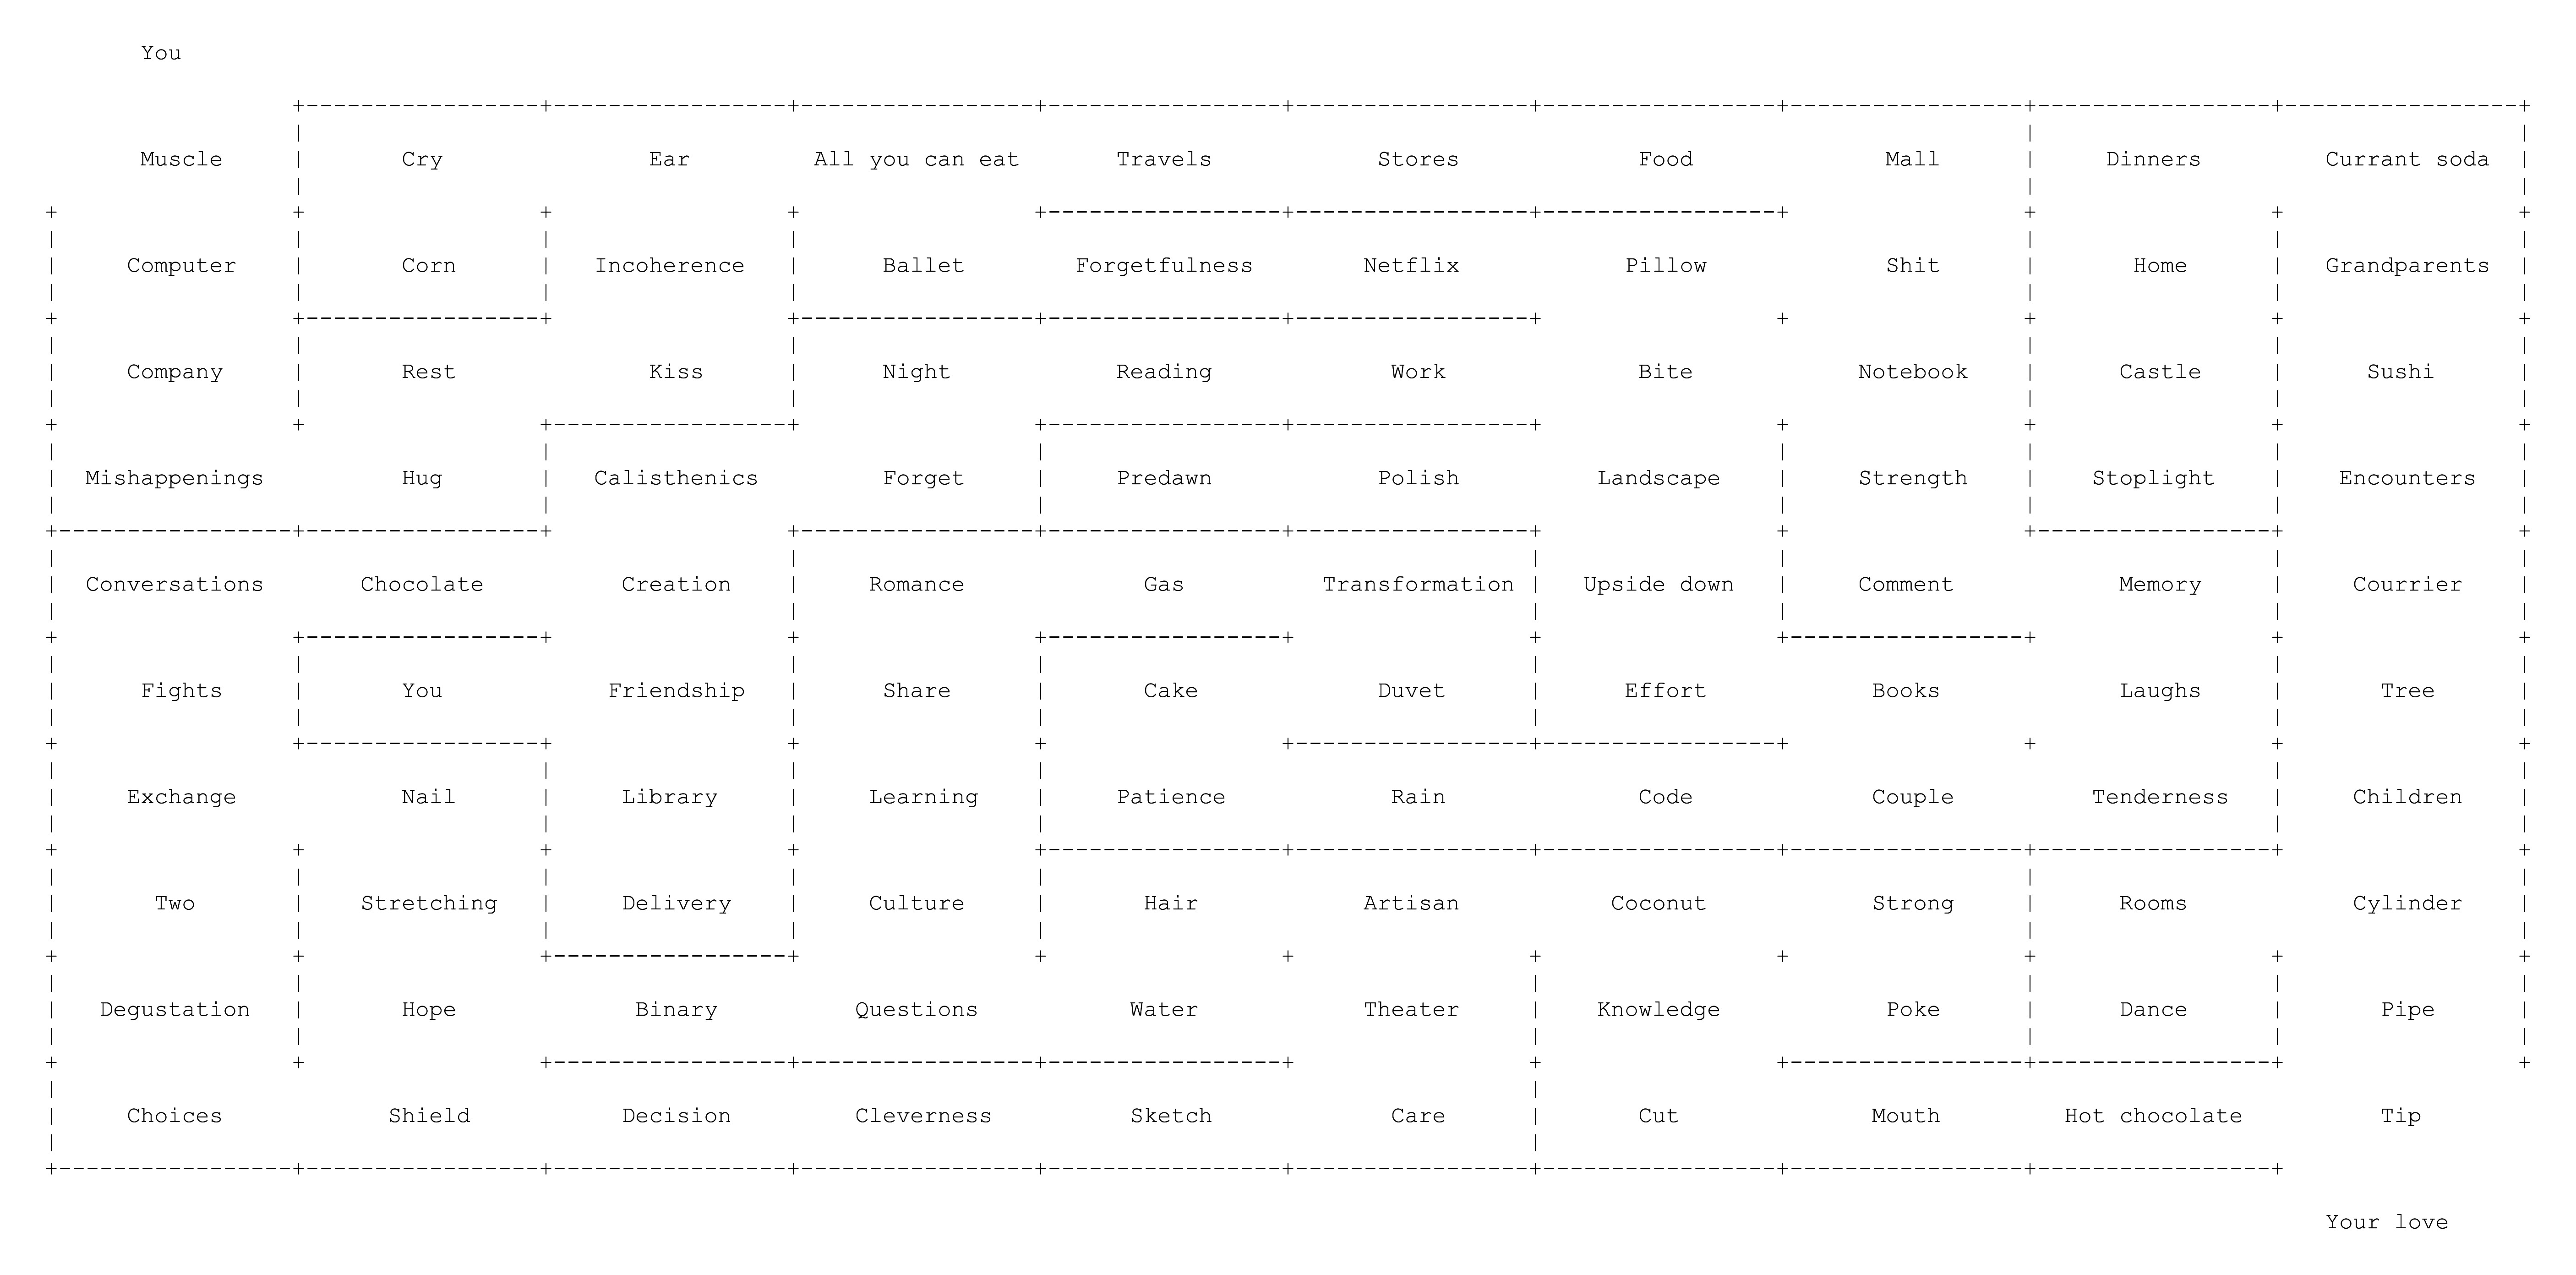 You
Muscle Cry Ear All you can eat Travels Stores Food Mall Dinners Currant soda
Computer Corn Incoherence Ballet Forgetfulness Netflix Pillow Shit Home Grandparents
Company Rest Kiss Night Reading Work Bite Notebook Castle Sushi
Mishappenings Hug Calisthenics Forget Predawn Polish Landscape Strength Stoplight Encounters
Conversations Chocolate Creation Romance Gas Transformation Upside down Comment Memory Courrier
Fights You Friendship Share Cake Duvet Effort Books Laughs Tree
Exchange Nail Library Learning Patience Rain Code Couple Tenderness Children
Two Stretching Delivery Culture Hair Artisan Coconut Strong Rooms Cylinder
Degustation Hope Binary Questions Water Theater Knowledge Poke Dance Pipe
Choices Shield Decision Cleverness Sketch Care Cut Mouth Hot chocolate Tip
Your love